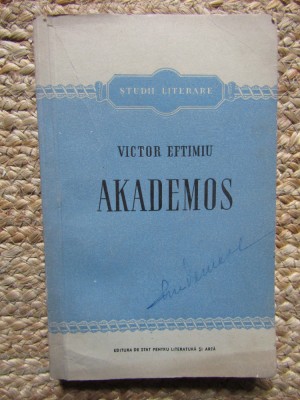 STUDII LITERARE
VICTOR EFTIMIU
AKADEMOS
EDITURA DE STAT PENTRU LITERATURĂ ȘI ARTĂ